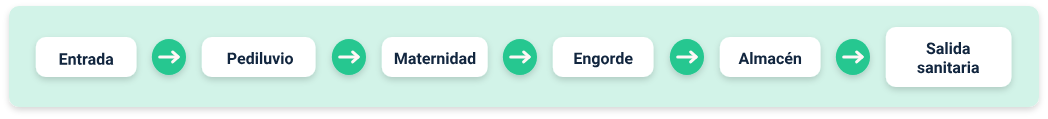 Entrada
Pediluvio
Maternidad
Engorde
Almacén
Salida
sanitaria